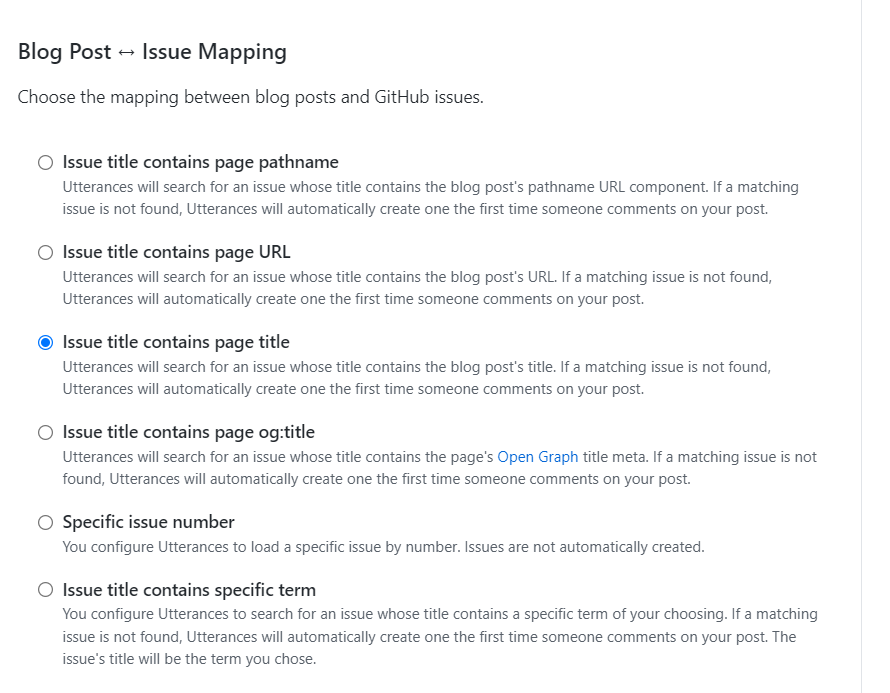 Blog Post ↔ Issue Mapping
Choose the mapping between blog posts and GitHub issues.
Issue title contains page pathname
Utterances will search for an issue whose title contains the blog post's pathname URL component. If a matching
issue is not found, Utterances will automatically create one the first time someone comments on your post.
Issue title contains page URL
Utterances will search for an issue whose title contains the blog post's URL. If a matching issue is not found,
Utterances will automatically create one the first time someone comments on your post.
Issue title contains page title
Utterances will search for an issue whose title contains the blog post's title. If a matching issue is not found,
Utterances will automatically create one the first time someone comments on your post.
Issue title contains page og:title
Utterances will search for an issue whose title contains the page's Open Graph title meta. If a matching issue is not
found, Utterances will automatically create one the first time someone comments on your post.
Specific issue number
You configure Utterances to load a specific issue by number. Issues are not automatically created.
Issue title contains specific term
You configure Utterances to search for an issue whose title contains a specific term of your choosing. If a matching
issue is not found, Utterances will automatically create one the first time someone comments on your post. The
issue's title will be the term you chose.